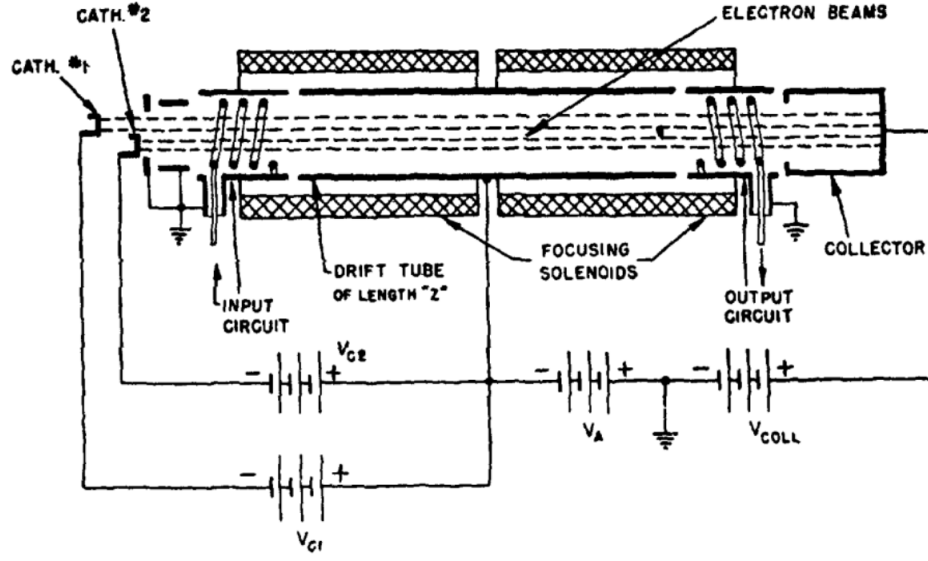 CATH. #2
ELECTRON BEAMS
CATH. #1
FOCUSING
SOLENOIDS
COLLECTOR
DRIFT TUBE
OF LENGTH "Z"
INPUT
CIRCUIT
OUTPUT
CIRCUIT
VC2
- +
- +
- +
VA
VCOLL
- +
VC1